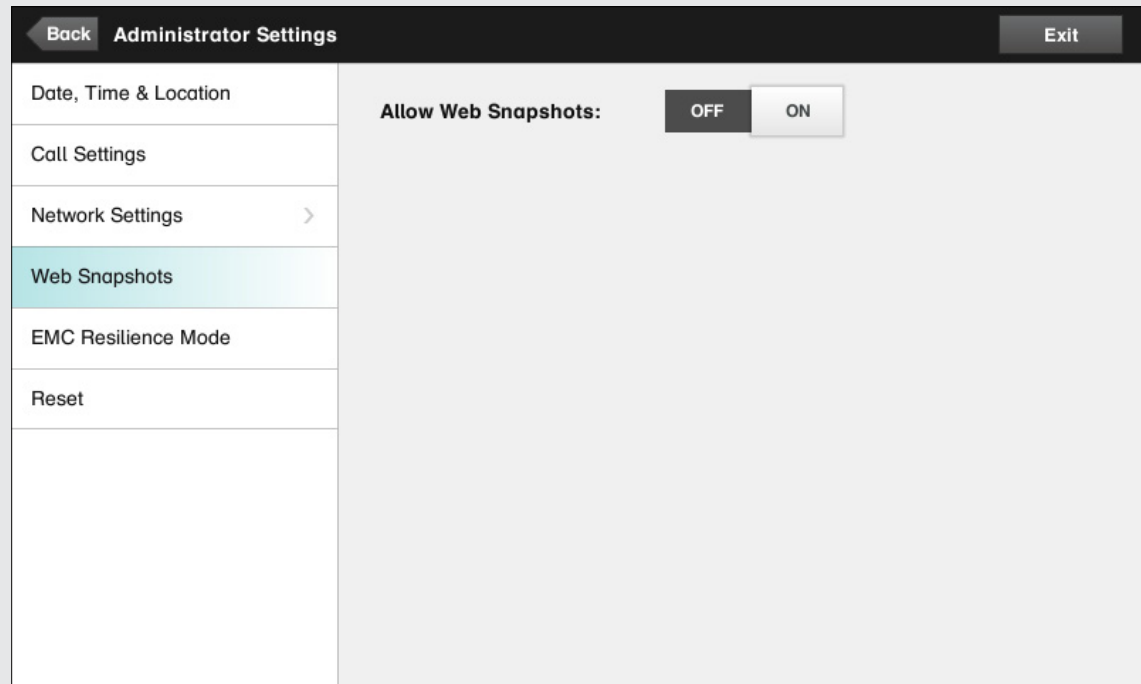 Back Administrator Settings Exit
Date, Time & Location
Allow Web Snapshots: OFF ON
Call Settings
Network Settings
Web Snapshots
EMC Resilience Mode
Reset